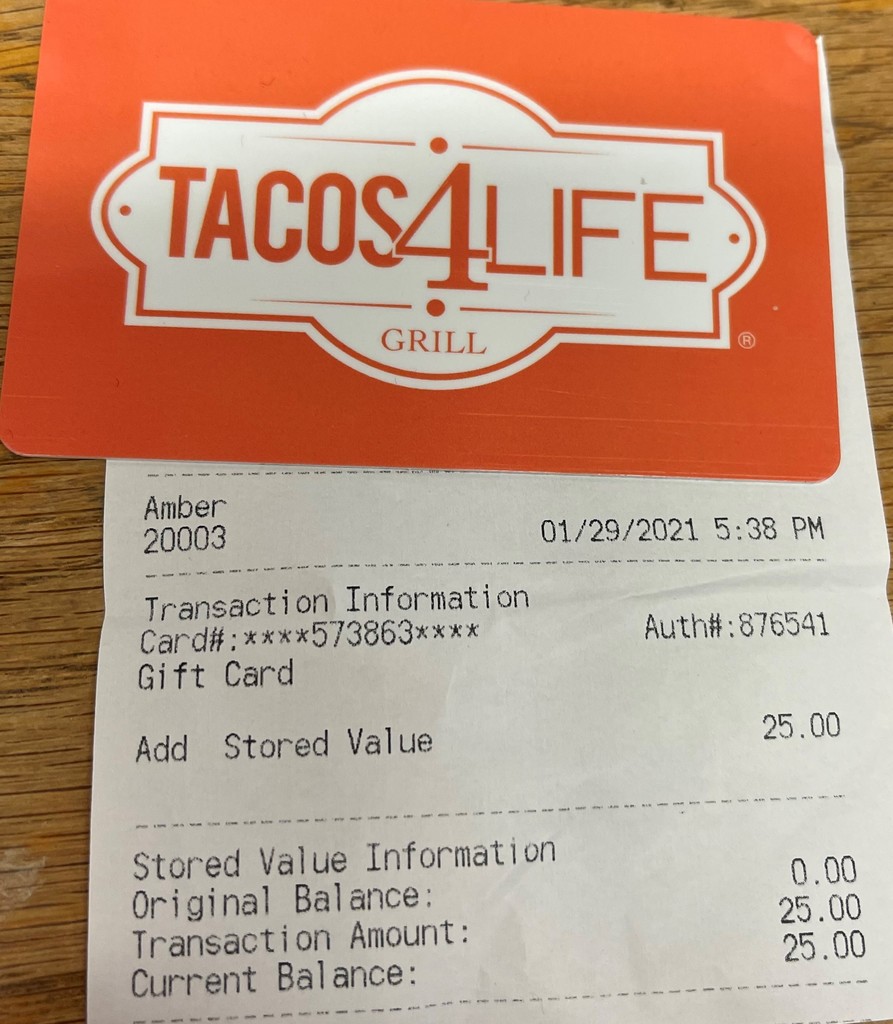 TACOS4LIFE
GRILL
®
Amber
20003 01/29/2021 5:38 PM
Transaction Information
Card#:****573863**** Auth#:876541
Gift Card
Add Stored Value 25.00
Stored Value Information
Original Balance: 0.00
Transaction Amount: 25.00
Current Balance: 25.00